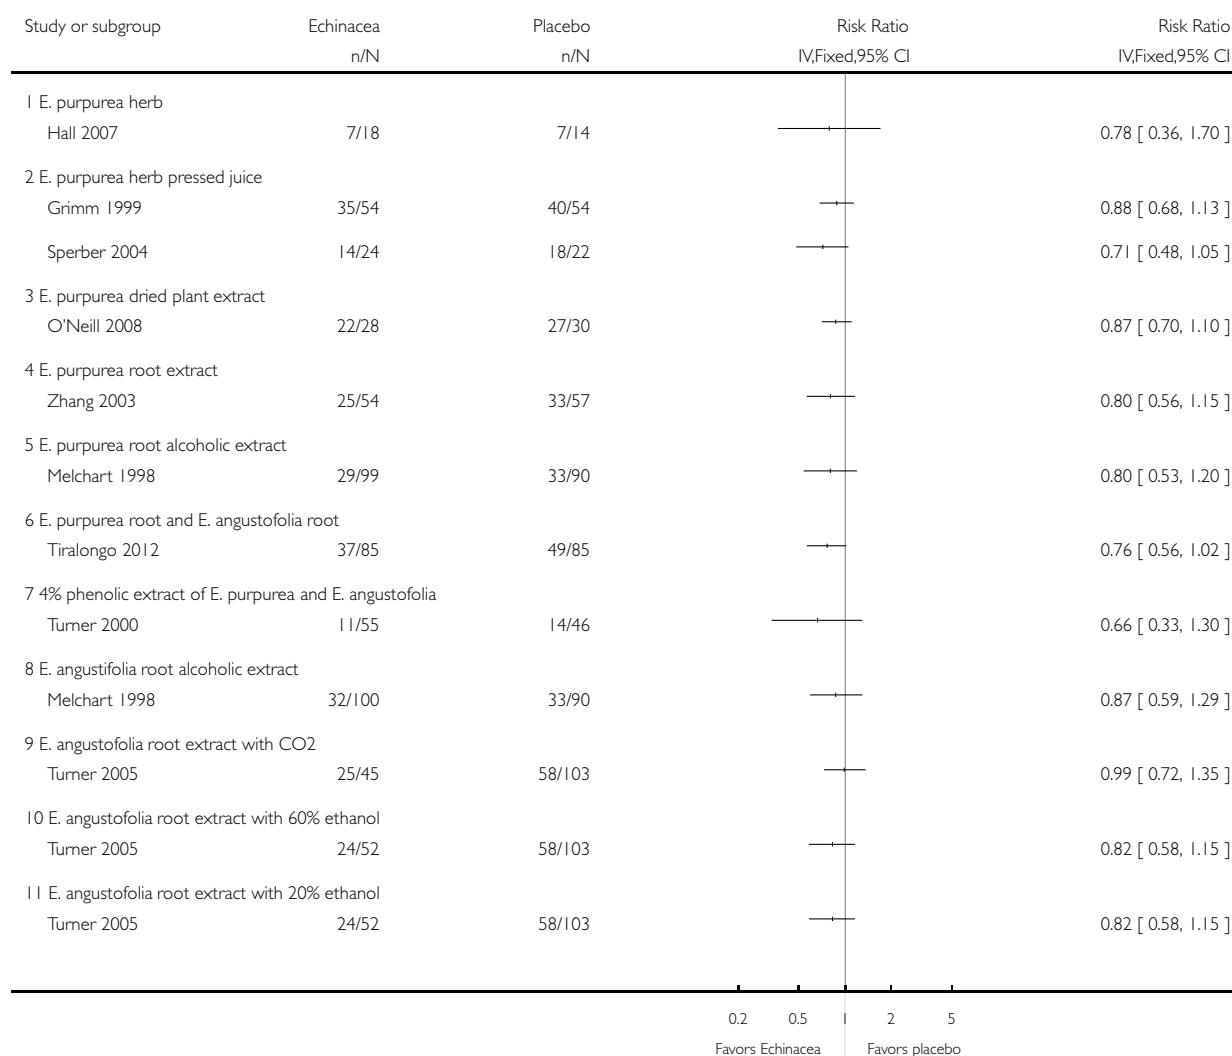 Study or subgroup Echinacea Placebo Risk Ratio Risk Ratio
n/N n/N IV,Fixed,95% CI IV,Fixed,95% CI
1 E. purpurea herb
Hall 2007 7/18 7/14 0.78 [ 0.36, 1.70 ]
2 E. purpurea herb pressed juice
Grimm 1999 35/54 40/54 0.88 [ 0.68, 1.13 ]
Sperber 2004 14/24 18/22 0.71 [ 0.48, 1.05 ]
3 E. purpurea dried plant extract
O'Neill 2008 22/28 27/30 0.87 [ 0.70, 1.10 ]
4 E. purpurea root extract
Zhang 2003 25/54 33/57 0.80 [ 0.56, 1.15 ]
5 E. purpurea root alcoholic extract
Melchart 1998 29/99 33/90 0.80 [ 0.53, 1.20 ]
6 E. purpurea root and E. angustofolia root
Tiralongo 2012 37/85 49/85 0.76 [ 0.56, 1.02 ]
7 4% phenolic extract of E. purpurea and E. angustofolia
Turner 2000 11/55 14/46 0.66 [ 0.33, 1.30 ]
8 E. angustifolia root alcoholic extract
Melchart 1998 32/100 33/90 0.87 [ 0.59, 1.29 ]
9 E. angustofolia root extract with CO2
Turner 2005 25/45 58/103 0.99 [ 0.72, 1.35 ]
10 E. angustofolia root extract with 60% ethanol
Turner 2005 24/52 58/103 0.82 [ 0.58, 1.15 ]
11 E. angustofolia root extract with 20% ethanol
Turner 2005 24/52 58/103 0.82 [ 0.58, 1.15 ]
0.2 0.5 1 2 5
Favors Echinacea Favors placebo